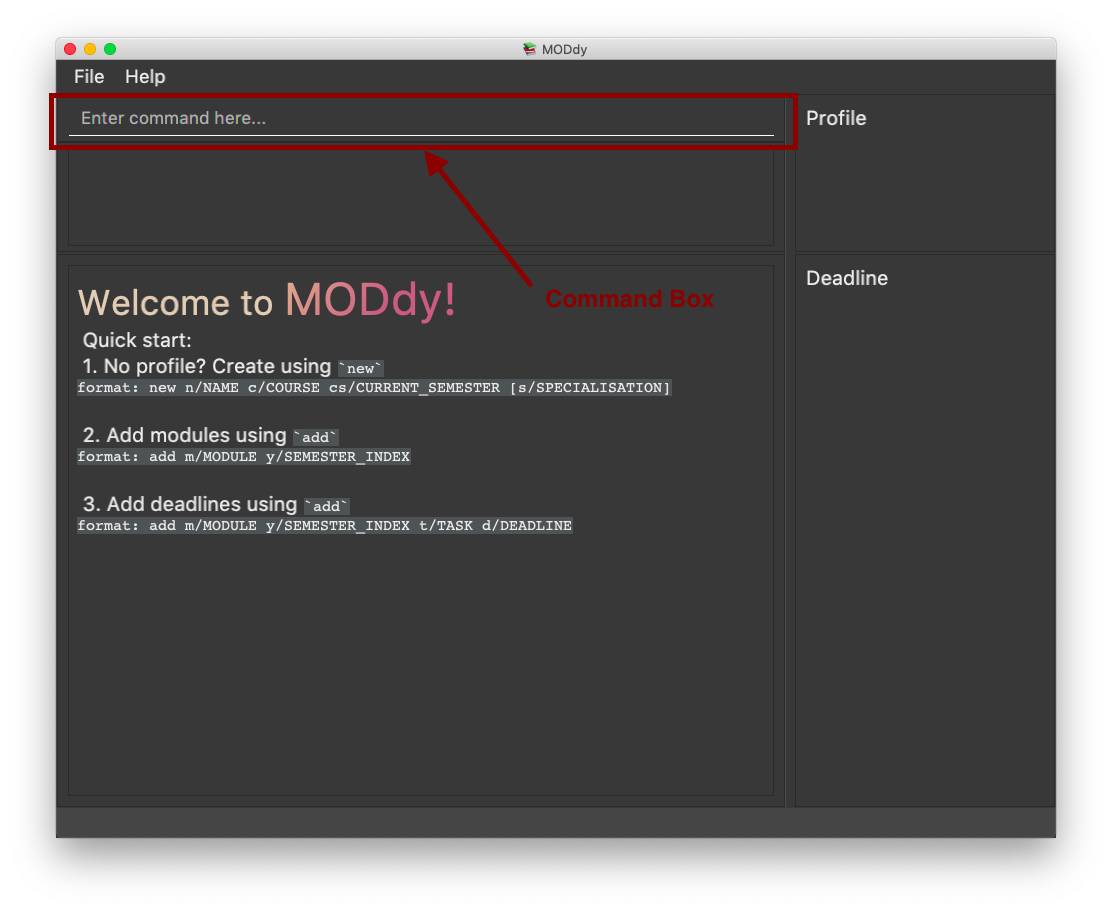 MODdy
File Help
Enter command here...
Profile
Deadline
Command Box
Welcome to MODdy!
Quick start:
1. No profile? Create using `new`
format: new n/NAME c/COURSE cs/CURRENT_SEMESTER [s/SPECIALISATION]
2. Add modules using `add`
format: add m/MODULE y/SEMESTER_INDEX
3. Add deadlines using `add`
format: add m/MODULE y/SEMESTER_INDEX t/TASK d/DEADLINE